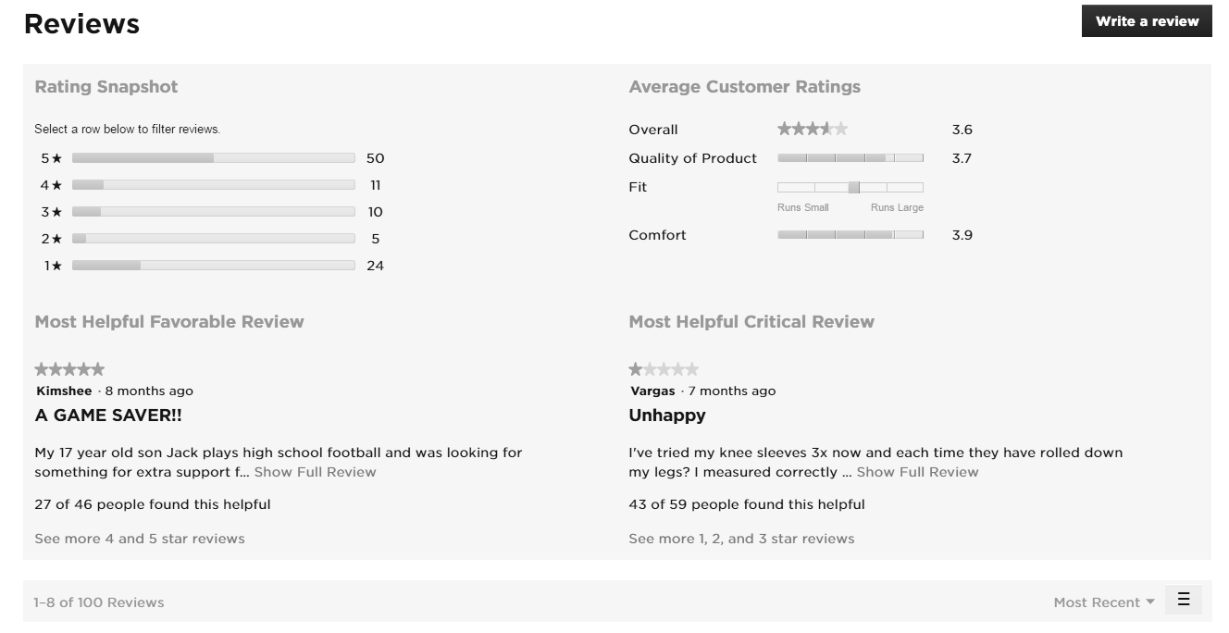 Reviews
Write a review
Rating Snapshot
Select a row below to filter reviews.
5★ 50
4★ 11
3★ 10
2★ 5
1★ 24
Average Customer Ratings
Overall 3.6
Quality of Product 3.7
Fit
Runs Small Runs Large
Comfort 3.9
Most Helpful Favorable Review
Kimshee · 8 months ago
A GAME SAVER!!
My 17 year old son Jack plays high school football and was looking for
something for extra support f... Show Full Review
27 of 46 people found this helpful
See more 4 and 5 star reviews
Most Helpful Critical Review
Vargas · 7 months ago
Unhappy
I've tried my knee sleeves 3x now and each time they have rolled down
my legs? I measured correctly ... Show Full Review
43 of 59 people found this helpful
See more 1, 2, and 3 star reviews
1–8 of 100 Reviews
Most Recent